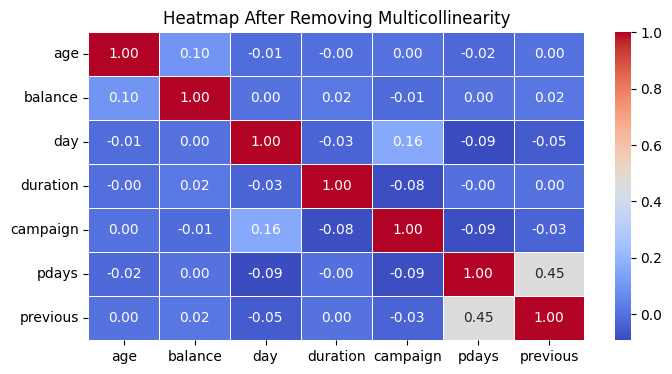 Heatmap After Removing Multicollinearity
age 1.00 0.10 -0.01 -0.00 0.00 -0.02 0.00
balance 0.10 1.00 0.00 0.02 -0.01 0.00 0.02
day -0.01 0.00 1.00 -0.03 0.16 -0.09 -0.05
duration -0.00 0.02 -0.03 1.00 -0.08 -0.00 0.00
campaign 0.00 -0.01 0.16 -0.08 1.00 -0.09 -0.03
pdays -0.02 0.00 -0.09 -0.00 -0.09 1.00 0.45
previous 0.00 0.02 -0.05 0.00 -0.03 0.45 1.00
age balance day duration campaign pdays previous
1.0
0.8
0.6
0.4
0.2
0.0